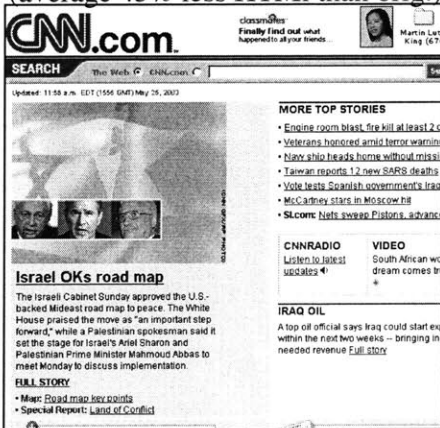 CNN.com
classmates
Finally find out what
happened to all your friends...
Martin Lut
King (67
SEARCH
The Web
CNN.com
Se
Updated: 11:58 a.m. EDT (1556 GMT) May 25, 2003
Israel OKs road map
The Israeli Cabinet Sunday approved the U.S.-
backed Mideast road map to peace. The White
House praised the move as "an important step
forward," while a Palestinian spokesman said it
set the stage for Israel's Ariel Sharon and
Palestinian Prime Minister Mahmoud Abbas to
meet Monday to discuss implementation.
FULL STORY
• Map: Road map key points
• Special Report: Land of Conflict
MORE TOP STORIES
• Engine room blast, fire kill at least 2
• Veterans honored amid terror warnin
• Navy ship heads home without missi
• Taiwan reports 12 new SARS deaths
• Vote tests Spanish government's Iraq
• McCartney stars in Moscow hit
• SI.com: Nets sweep Pistons, advanc
CNNRADIO
Listen to latest
updates
VIDEO
South African wo
dream comes tr
IRAQ OIL
A top oil official says Iraq could start exp
within the next two weeks -- bringing in
needed revenue Full story